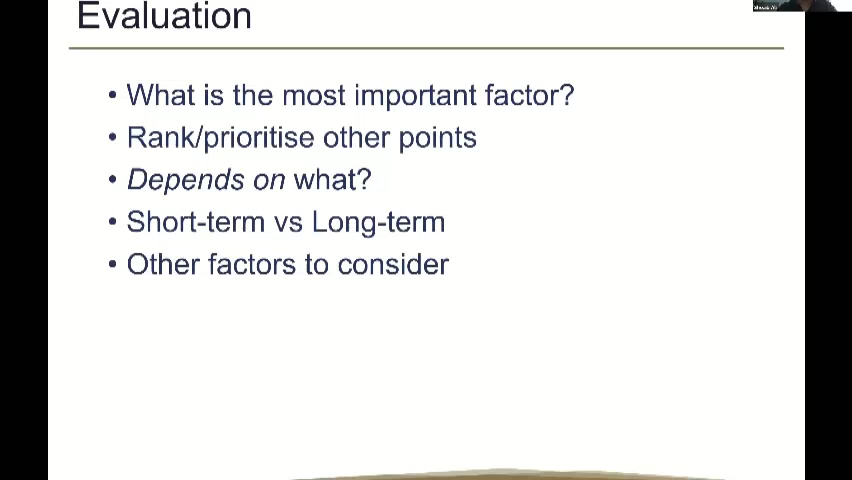 Evaluation
• What is the most important factor?
• Rank/prioritise other points
• Depends on what?
• Short-term vs Long-term
• Other factors to consider